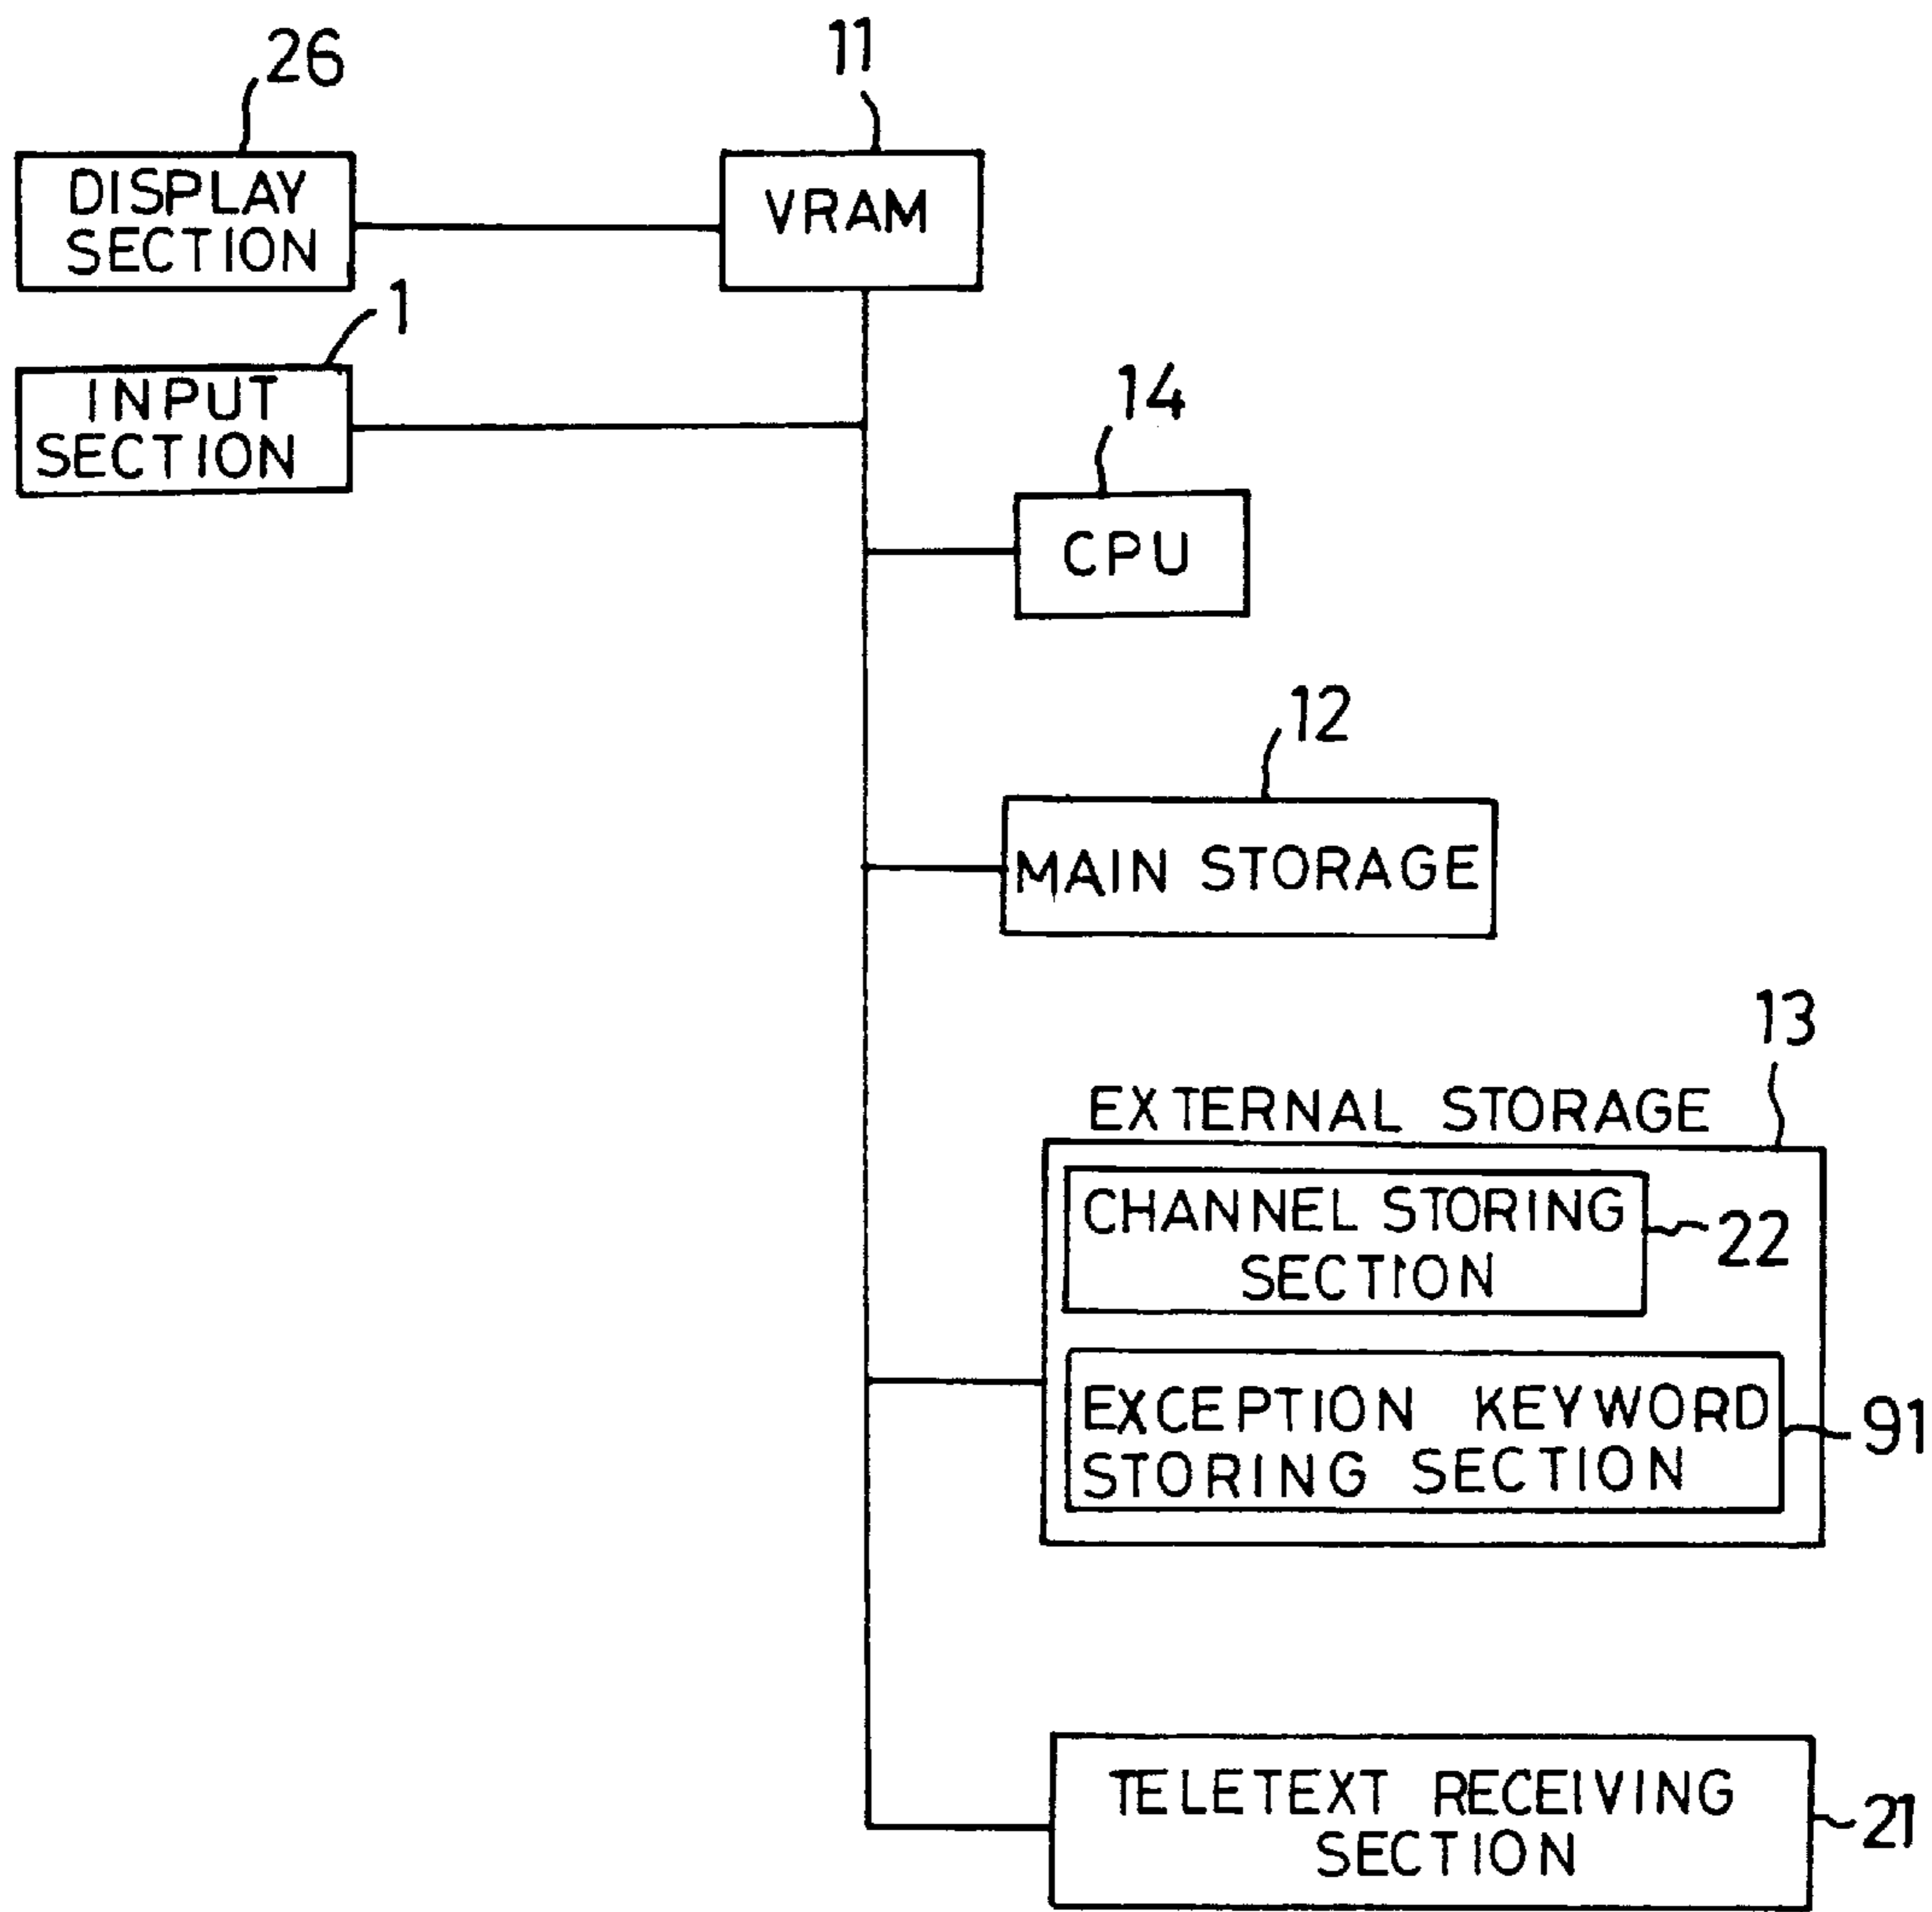 26
11
DISPLAY
SECTION
VRAM
1
INPUT
SECTION
14
CPU
12
MAIN STORAGE
13
EXTERNAL STORAGE
CHANNEL STORING
SECTION
22
EXCEPTION KEYWORD
STORING SECTION
91
TELETEXT RECEIVING
SECTION
21